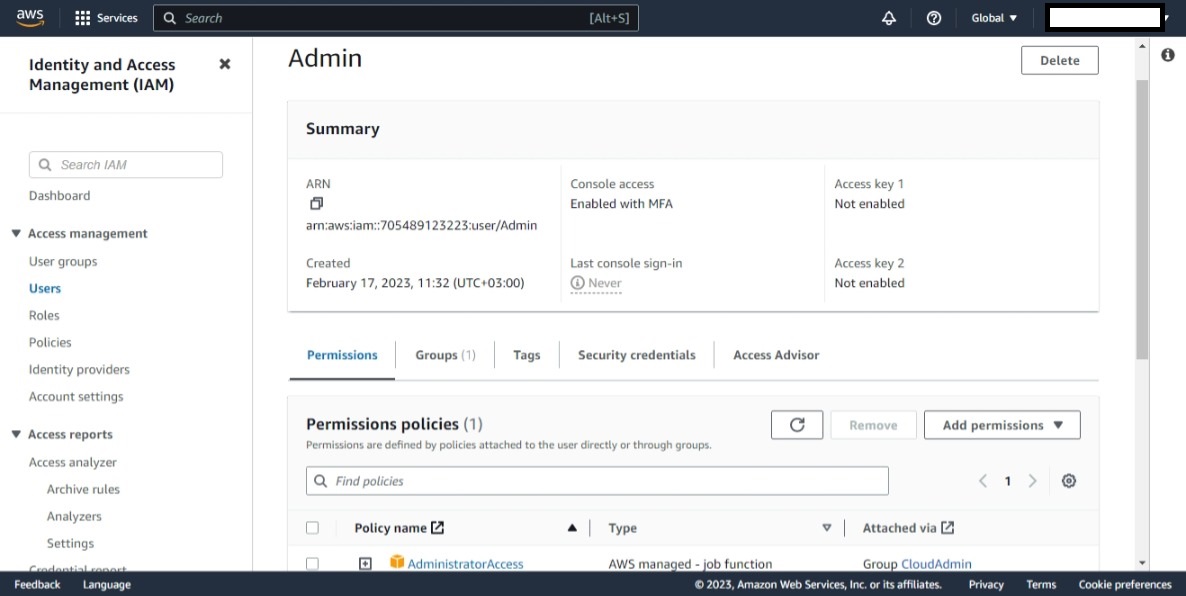 aws Services Search [Alt+S] Global
Identity and Access
Management (IAM)
Search IAM
Dashboard
Access management
User groups
Users
Roles
Policies
Identity providers
Account settings
Access reports
Access analyzer
Archive rules
Analyzers
Settings
Credential report
Admin
Delete
Summary
ARN
arn:aws:iam::705489123223:user/Admin
Console access
Enabled with MFA
Access key 1
Not enabled
Created
February 17, 2023, 11:32 (UTC+03:00)
Last console sign-in
Never
Access key 2
Not enabled
Permissions Groups (1) Tags Security credentials Access Advisor
Permissions policies (1)
Permissions are defined by policies attached to the user directly or through groups.
Remove Add permissions
Find policies
1
Policy name Type Attached via
AdministratorAccess AWS managed - job function Group CloudAdmin
Feedback Language © 2023, Amazon Web Services, Inc. or its affiliates. Privacy Terms Cookie preferences